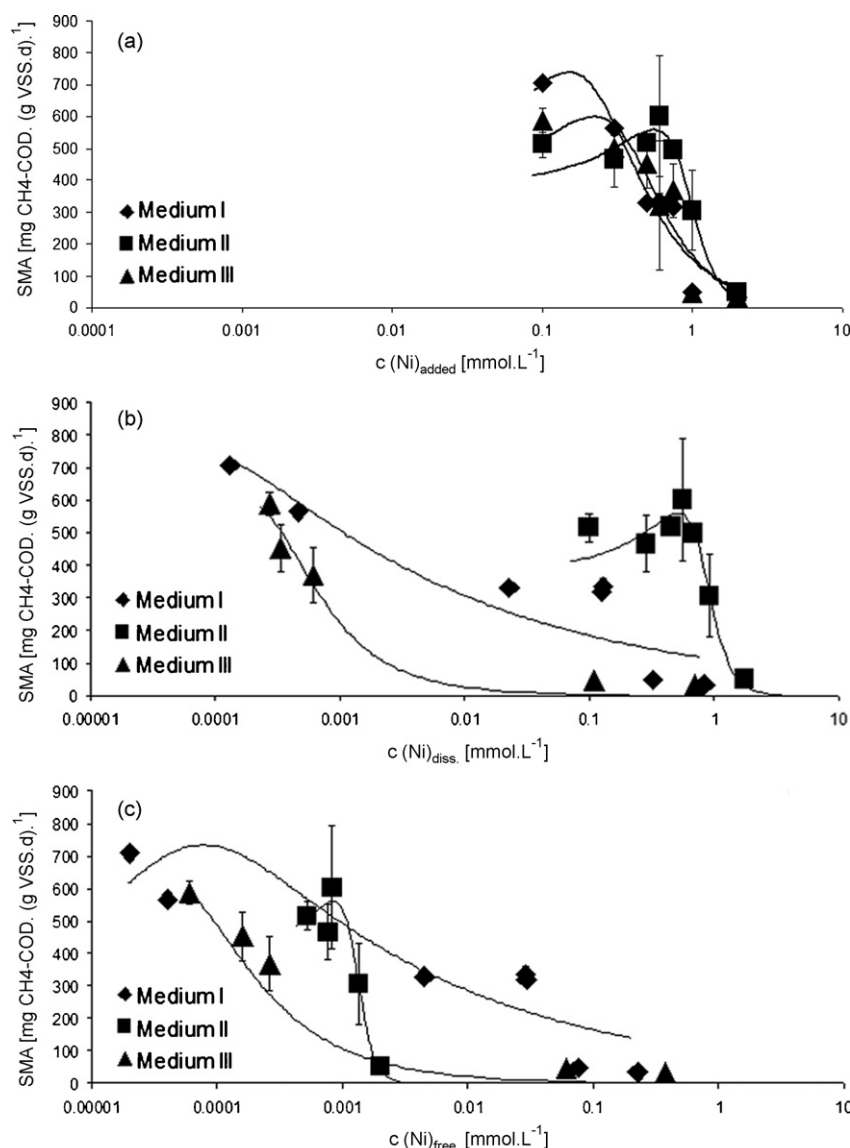 (a)
SMA [mg CH4-COD. (g VSS.d).¹]
900
800
700
600
500
400
300
200
100
0
Medium I
Medium II
Medium III
0.0001 0.001 0.01 0.1 1 10
c (Ni)added [mmol.L⁻¹]
(b)
SMA [mg CH4-COD. (g VSS.d).¹]
900
800
700
600
500
400
300
200
100
0
Medium I
Medium II
Medium III
0.00001 0.0001 0.001 0.01 0.1 1 10
c (Ni)diss. [mmol.L⁻¹]
(c)
SMA [mg CH4-COD. (g VSS.d).¹]
900
800
700
600
500
400
300
200
100
0
Medium I
Medium II
Medium III
0.00001 0.0001 0.001 0.01 0.1 1 10
c (Ni)free [mmol.L⁻¹]